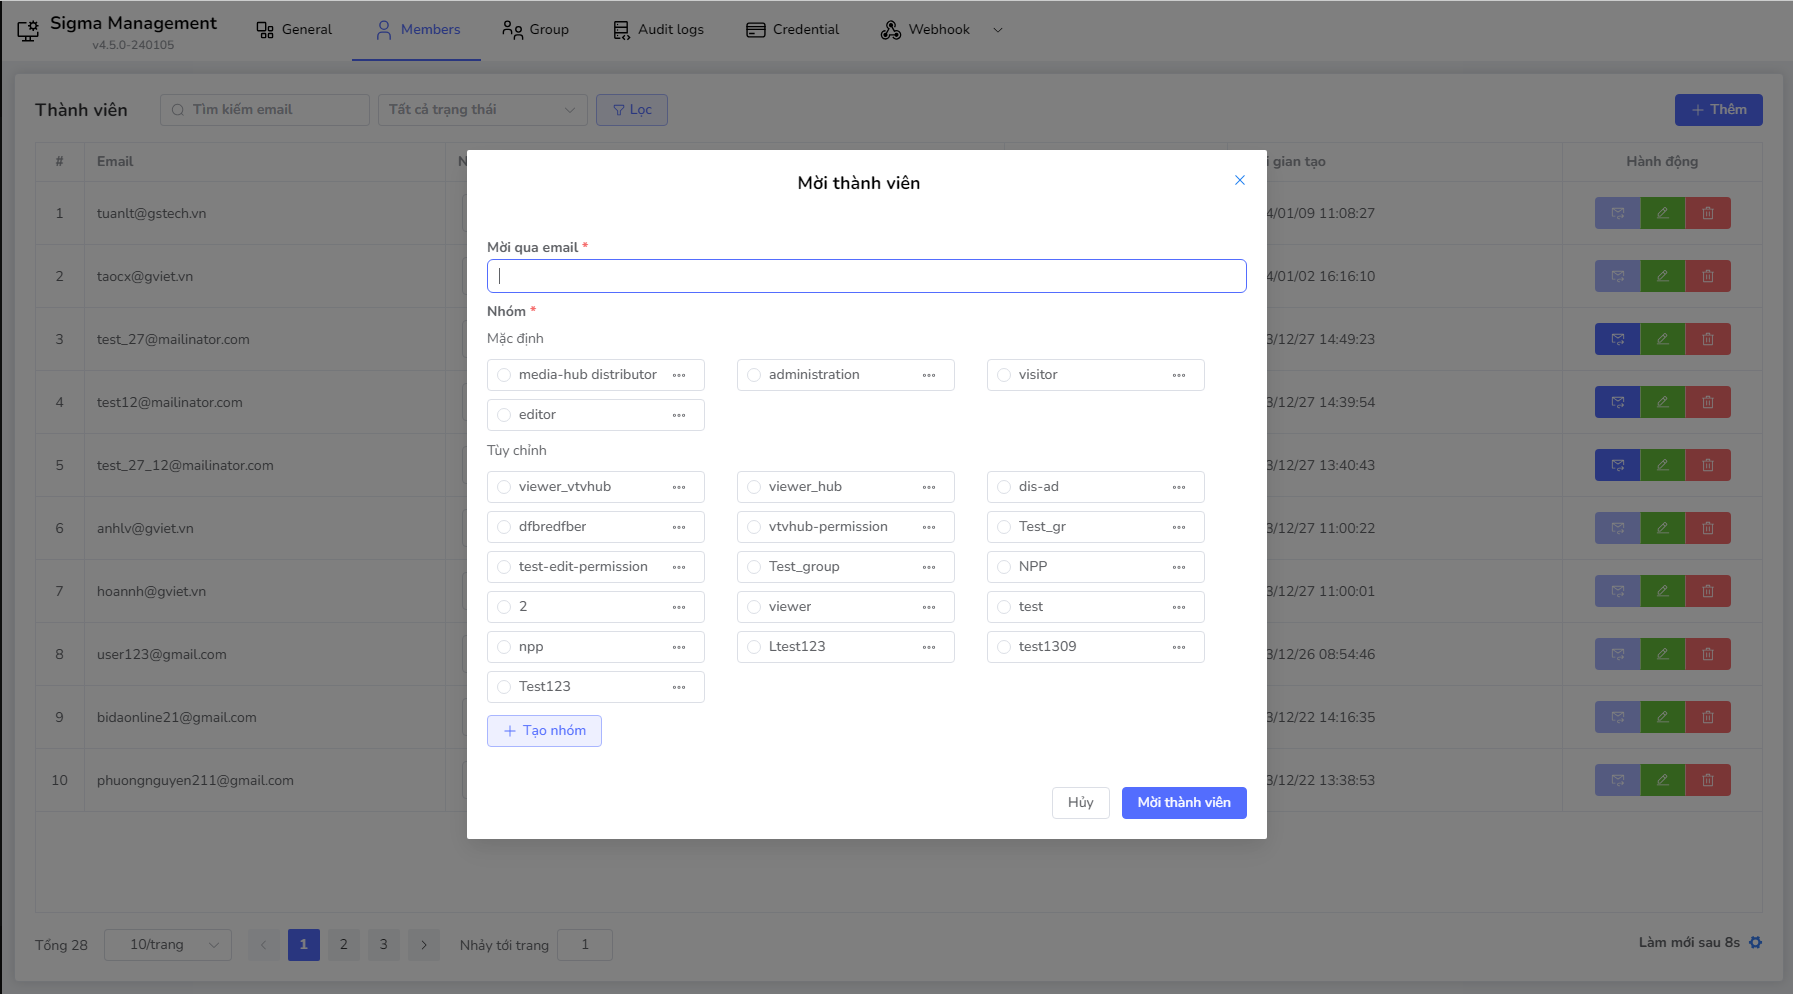 Sigma Management
v4.5.0-240105
General
Members
Group
Audit logs
Credential
Webhook
Thành viên
Tìm kiếm email
Tất cả trạng thái
Lọc
+ Thêm
# Email
gian tạo
Hành động
1 tuanlt@gstech.vn 4/01/09 11:08:27
2 taocx@gviet.vn 4/01/02 16:16:10
3 test_27@mailinator.com 3/12/27 14:49:23
4 test12@mailinator.com 3/12/27 14:39:54
5 test_27_12@mailinator.com 3/12/27 13:40:43
6 anhlv@gviet.vn 3/12/27 11:00:22
7 hoannh@gviet.vn 3/12/27 11:00:01
8 user123@gmail.com 3/12/26 08:54:46
9 bidaonline21@gmail.com 3/12/22 14:16:35
10 phuongnguyen211@gmail.com 3/12/22 13:38:53
Mời thành viên
Mời qua email *
Nhóm *
Mặc định
media-hub distributor
administration
visitor
editor
Tùy chỉnh
viewer_vtvhub
viewer_hub
dis-ad
dfbredfber
vtvhub-permission
Test_gr
test-edit-permission
Test_group
NPP
2
viewer
test
npp
Ltest123
test1309
Test123
+ Tạo nhóm
Hủy
Mời thành viên
Tổng 28
10/trang
1
2
3
Nhảy tới trang
1
Làm mới sau 8s